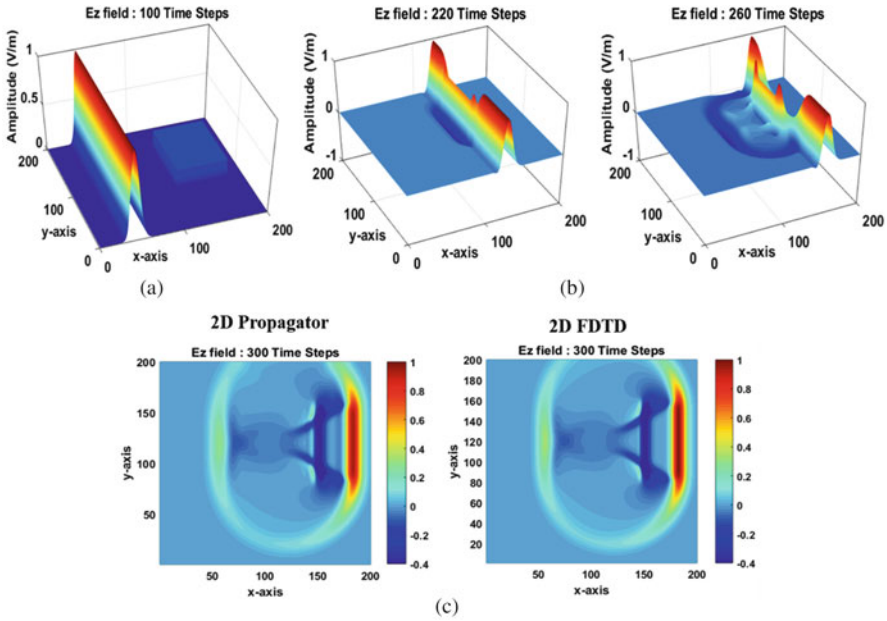 Ez field : 100 Time Steps
Amplitude (V/m)
1
0.5
0
200
100
0
y-axis
0
100
200
x-axis
(a)
Ez field : 220 Time Steps
Amplitude (V/m)
1
0
-1
200
100
0
y-axis
0
100
200
x-axis
Ez field : 260 Time Steps
Amplitude (V/m)
1
0
-1
200
100
0
y-axis
0
100
200
x-axis
(b)
2D Propagator
Ez field : 300 Time Steps
y-axis
200
150
100
50
50
100
150
200
x-axis
1
0.8
0.6
0.4
0.2
0
-0.2
-0.4
2D FDTD
Ez field : 300 Time Steps
y-axis
200
180
160
140
120
100
80
60
40
20
50
100
150
200
x-axis
1
0.8
0.6
0.4
0.2
0
-0.2
-0.4
(c)